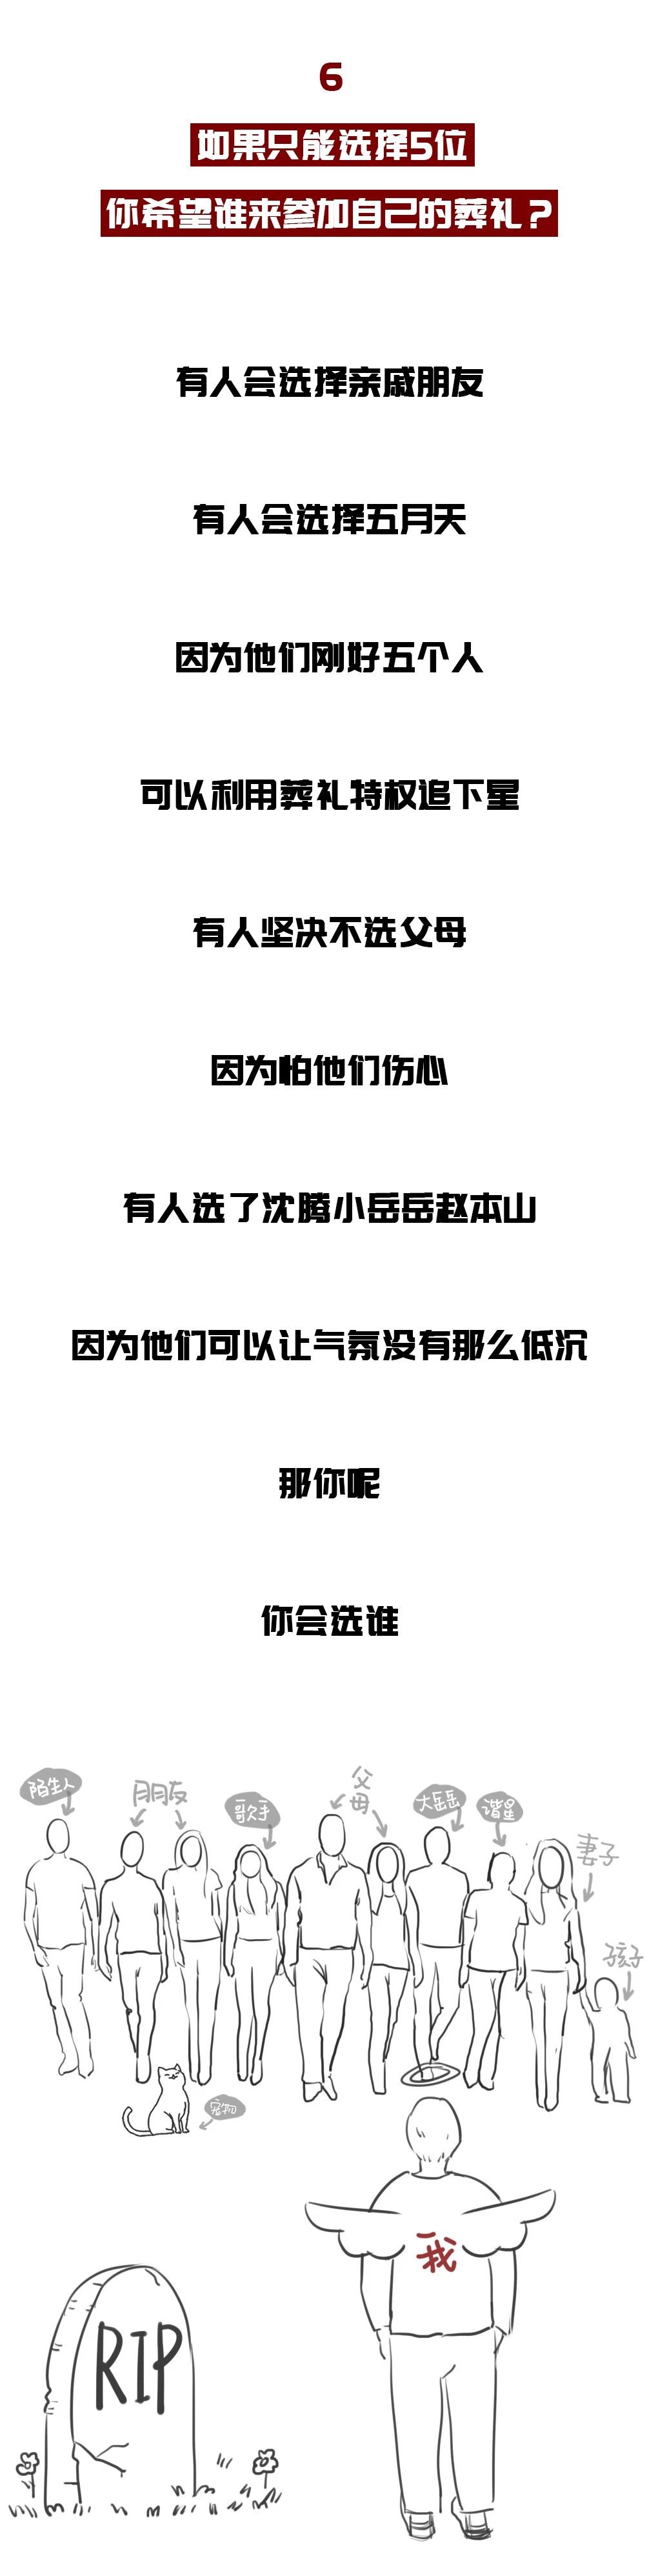 6
如果只能选择5位
你希望谁来参加自己的葬礼？
有人会选择亲戚朋友
有人会选择五月天
因为他们刚好五个人
可以利用葬礼特权追下星
有人坚决不选父母
因为怕他们伤心
有人选了沈腾小岳岳赵本山
因为他们可以让气氛没有那么低沉
那你呢
你会选谁
陌生人
朋友
歌手
父母
大岳岳
谐星
妻子
孩子
宠物
我
RIP